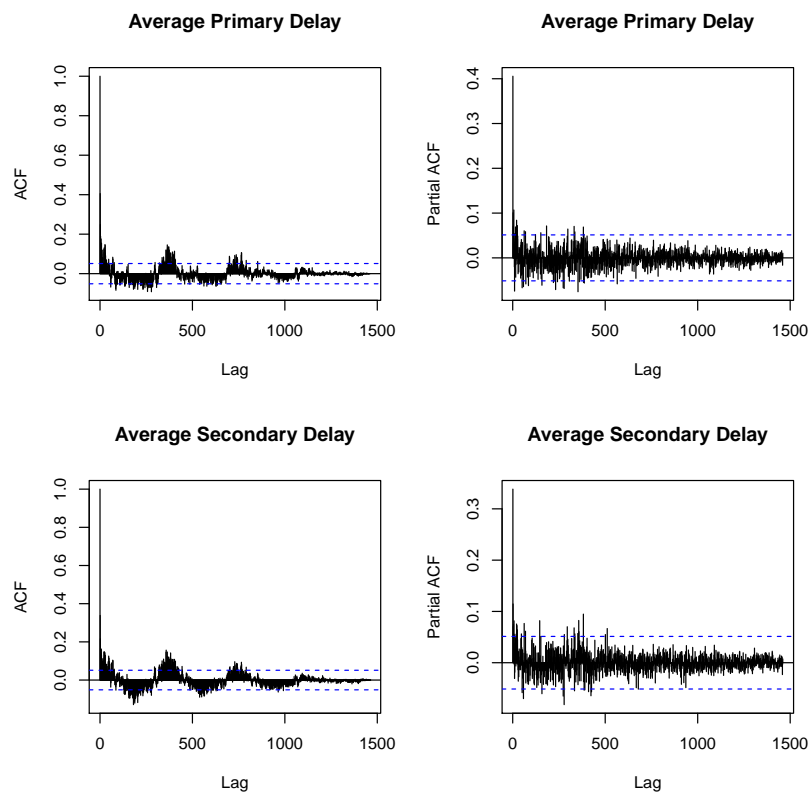 Average Primary Delay
ACF
0.0 0.2 0.4 0.6 0.8 1.0
0 500 1000 1500
Lag
Average Primary Delay
Partial ACF
0.0 0.1 0.2 0.3 0.4
0 500 1000 1500
Lag
Average Secondary Delay
ACF
0.0 0.2 0.4 0.6 0.8 1.0
0 500 1000 1500
Lag
Average Secondary Delay
Partial ACF
0.0 0.1 0.2 0.3
0 500 1000 1500
Lag